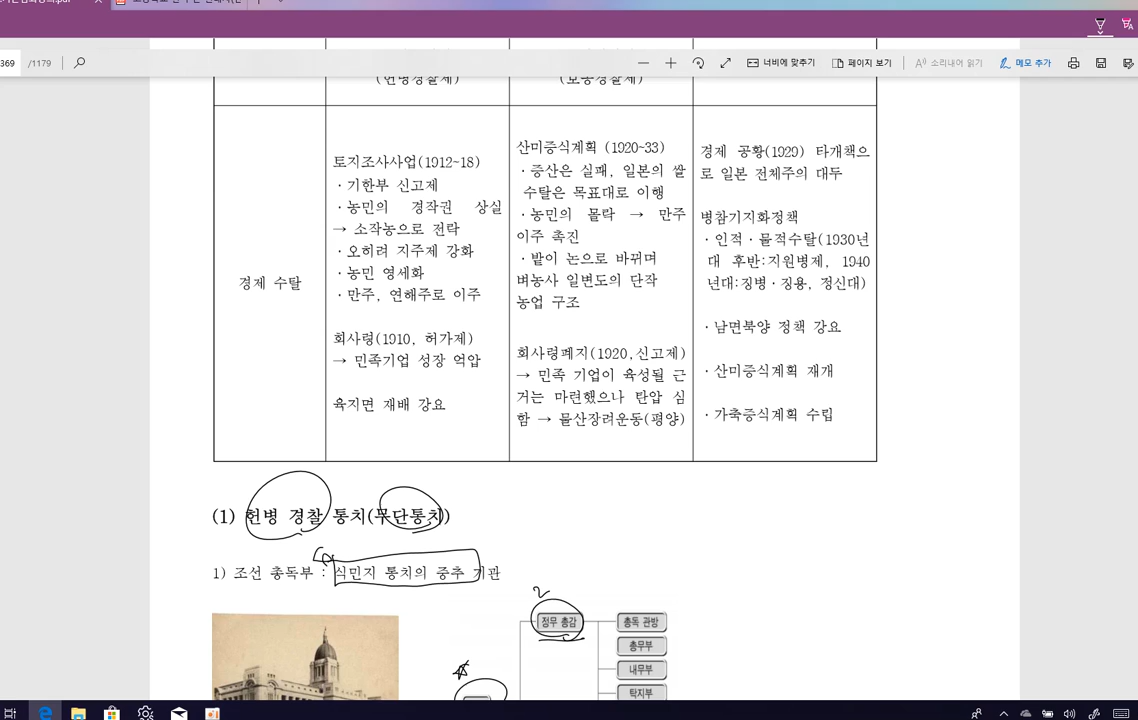 369 /1179
너비에 맞추기
페이지 보기
소리내어 읽기
메모 추가
(헌병경찰제)
(보통경찰제)
경제 수탈
토지조사사업(1912~18)
· 기한부 신고제
· 농민의 경작권 상실
→ 소작농으로 전락
· 오히려 지주제 강화
· 농민 영세화
· 만주, 연해주로 이주
회사령(1910, 허가제)
→ 민족기업 성장 억압
육지면 재배 강요
산미증식계획 (1920~33)
· 증산은 실패, 일본의 쌀
수탈은 목표대로 이행
· 농민의 몰락 → 만주
이주 촉진
· 밭이 논으로 바뀌며
벼농사 일변도의 단작
농업 구조
회사령폐지(1920,신고제)
→ 민족 기업이 육성될 근
거는 마련했으나 탄압 심
함 → 물산장려운동(평양)
경제 공황(1929) 타개책으
로 일본 전체주의 대두
병참기지화정책
· 인적·물적수탈(1930년
대 후반:지원병제, 1940
년대:징병·징용, 정신대)
· 남면북양 정책 강요
· 산미증식계획 재개
· 가축증식계획 수립
(1) 헌병 경찰 통치(무단통치)
1) 조선 총독부 : 식민지 통치의 중추 기관
2
정무 총감
총독 관방
총무부
내무부
탁지부